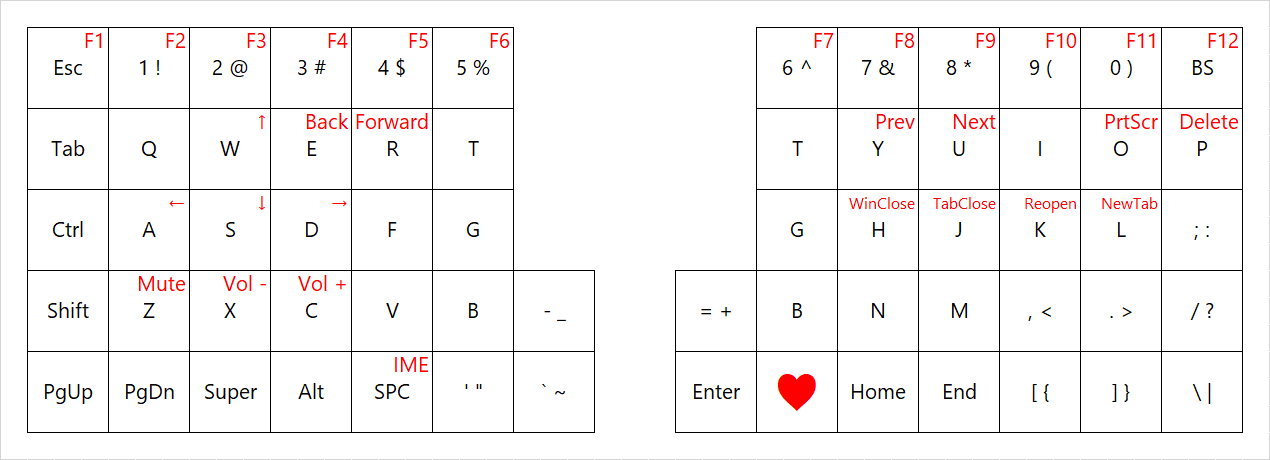 F1 F2 F3 F4 F5 F6 F7 F8 F9 F10 F11 F12
Esc 1 ! 2 @ 3 # 4 $ 5 % 6 ^ 7 & 8 * 9 ( 0 ) BS
↑ Back Forward Prev Next PrtScr Delete
Tab Q W E R T T Y U I O P
← ↓ → WinClose TabClose Reopen NewTab
Ctrl A S D F G G H J K L ; :
Mute Vol - Vol +
Shift Z X C V B - _ = + B N M , < . > / ?
IME
PgUp PgDn Super Alt SPC ' " ` ~ Enter ♥ Home End [ { ] } \ |